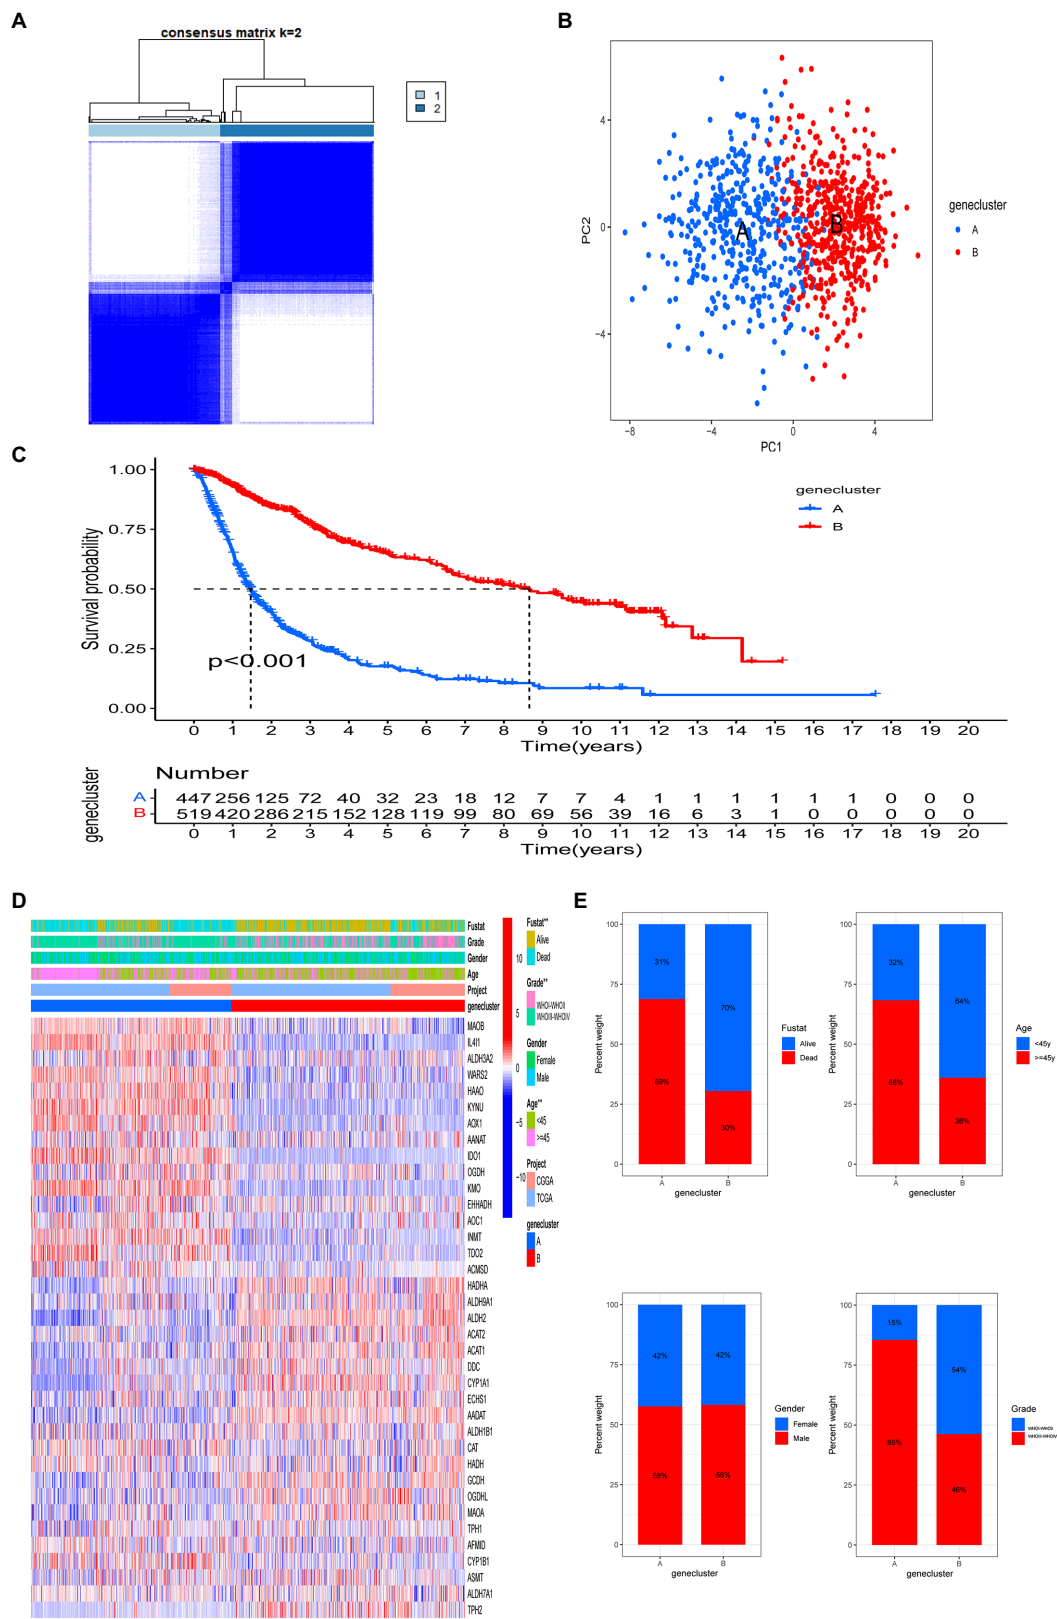 A
consensus matrix k=2
1
2
B
4
0
−4
PC2
A
B
−8
−4
0
4
PC1
genecluster
A
B
C
1.00
0.75
0.50
0.25
0.00
Survival probability
p<0.001
genecluster
A
B
0 1 2 3 4 5 6 7 8 9 10 11 12 13 14 15 16 17 18 19 20
Time(years)
Number
genecluster
A 447 256 125 72 40 32 23 18 12 7 7 4 1 1 1 1 1 1 0 0 0
B 519 420 286 215 152 128 119 99 80 69 56 39 16 6 3 1 0 0 0 0 0
0 1 2 3 4 5 6 7 8 9 10 11 12 13 14 15 16 17 18 19 20
Time(years)
D
Fustat
Grade
Gender
Age
Project
genecluster
MAOB
IL4I1
ALDH3A2
WARS2
HAAO
KYNU
AOX1
AANAT
IDO1
OGDH
KMO
EHHADH
AOC1
INMT
TDO2
ACMSD
HADHA
ALDH9A1
ALDH2
ACAT2
ACAT1
DDC
CYP1A1
ECHS1
AADAT
ALDH1B1
CAT
HADH
GCDH
OGDHL
MAOA
TPH1
AFMID
CYP1B1
ASMT
ALDH7A1
TPH2
10
5
0
−5
−10
Fustat**
Alive
Dead
Grade**
WHOI-WHOII
WHOIII-WHOIV
Gender
Female
Male
Age**
<45
>=45
Project
CGGA
TCGA
genecluster
A
B
E
100
75
50
25
0
Percent weight
31%
69%
70%
30%
A
B
genecluster
Fustat
Alive
Dead
100
75
50
25
0
Percent weight
32%
68%
64%
36%
A
B
genecluster
Age
<45y
>=45y
100
75
50
25
0
Percent weight
42%
58%
42%
58%
A
B
genecluster
Gender
Female
Male
100
75
50
25
0
Percent weight
15%
85%
54%
46%
A
B
genecluster
Grade
WHOI-WHOII
WHOIII-WHOIV